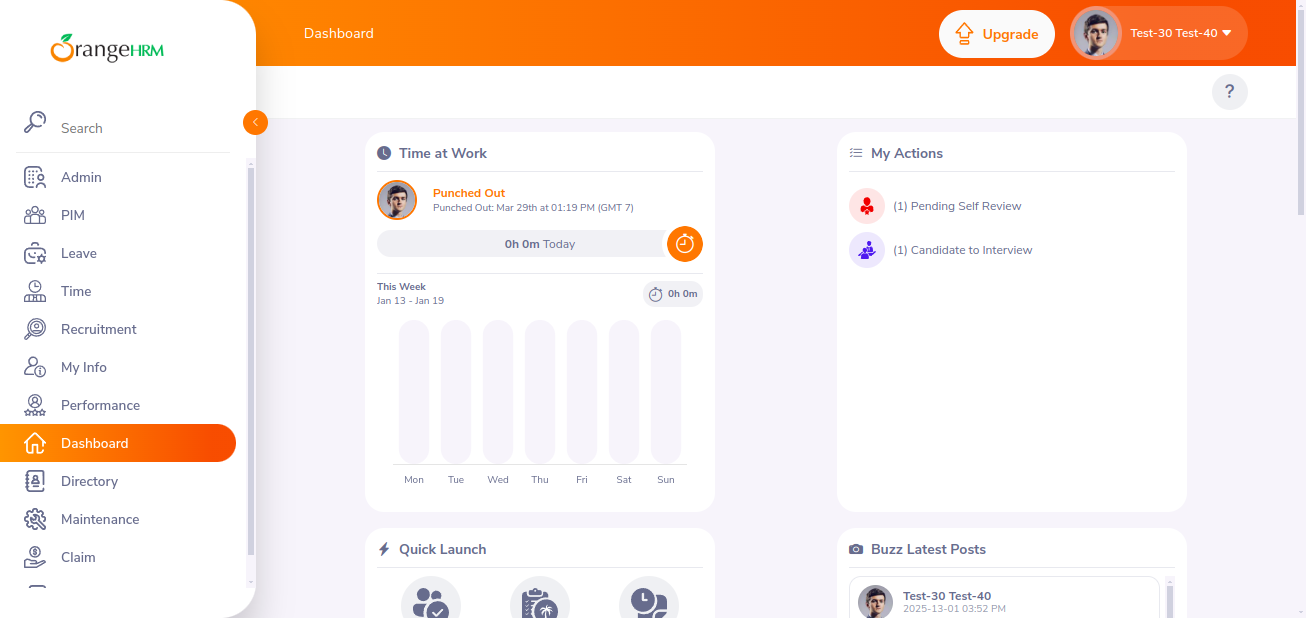 OrangeHRM
Search
Admin
PIM
Leave
Time
Recruitment
My Info
Performance
Dashboard
Directory
Maintenance
Claim
Dashboard
Upgrade
Test-30 Test-40
?
Time at Work
Punched Out
Punched Out: Mar 29th at 01:19 PM (GMT 7)
0h 0m Today
This Week
Jan 13 - Jan 19
0h 0m
Mon Tue Wed Thu Fri Sat Sun
My Actions
(1) Pending Self Review
(1) Candidate to Interview
Quick Launch
Buzz Latest Posts
Test-30 Test-40
2025-13-01 03:52 PM